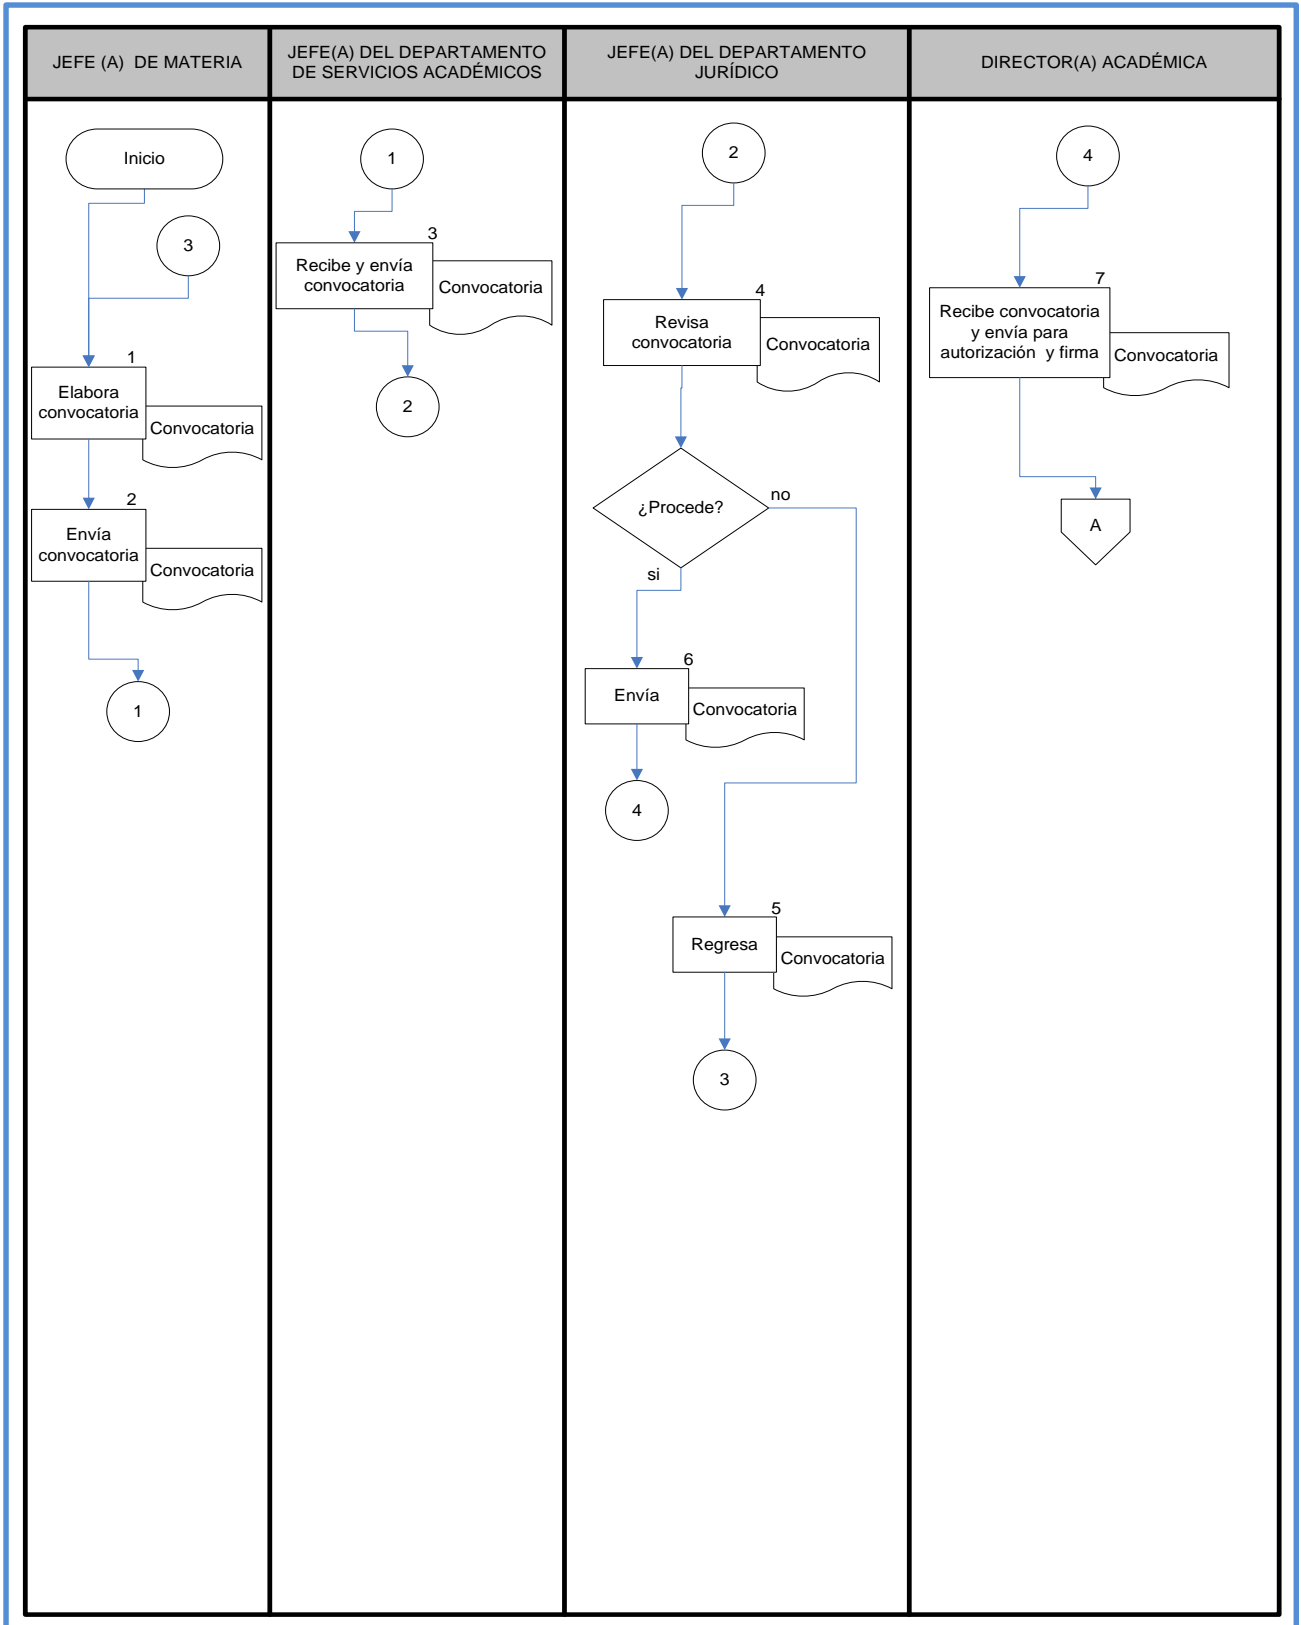 JEFE (A) DE MATERIA
JEFE(A) DEL DEPARTAMENTO
DE SERVICIOS ACADÉMICOS
JEFE(A) DEL DEPARTAMENTO
JURÍDICO
DIRECTOR(A) ACADÉMICA
Inicio
3
1
Elabora
convocatoria
Convocatoria
2
Envía
convocatoria
Convocatoria
1
1
3
Recibe y envía
convocatoria
Convocatoria
2
2
4
Revisa
convocatoria
Convocatoria
¿Procede?
no
si
6
Envía
Convocatoria
4
5
Regresa
Convocatoria
3
4
7
Recibe convocatoria
y envía para
autorización y firma
Convocatoria
A